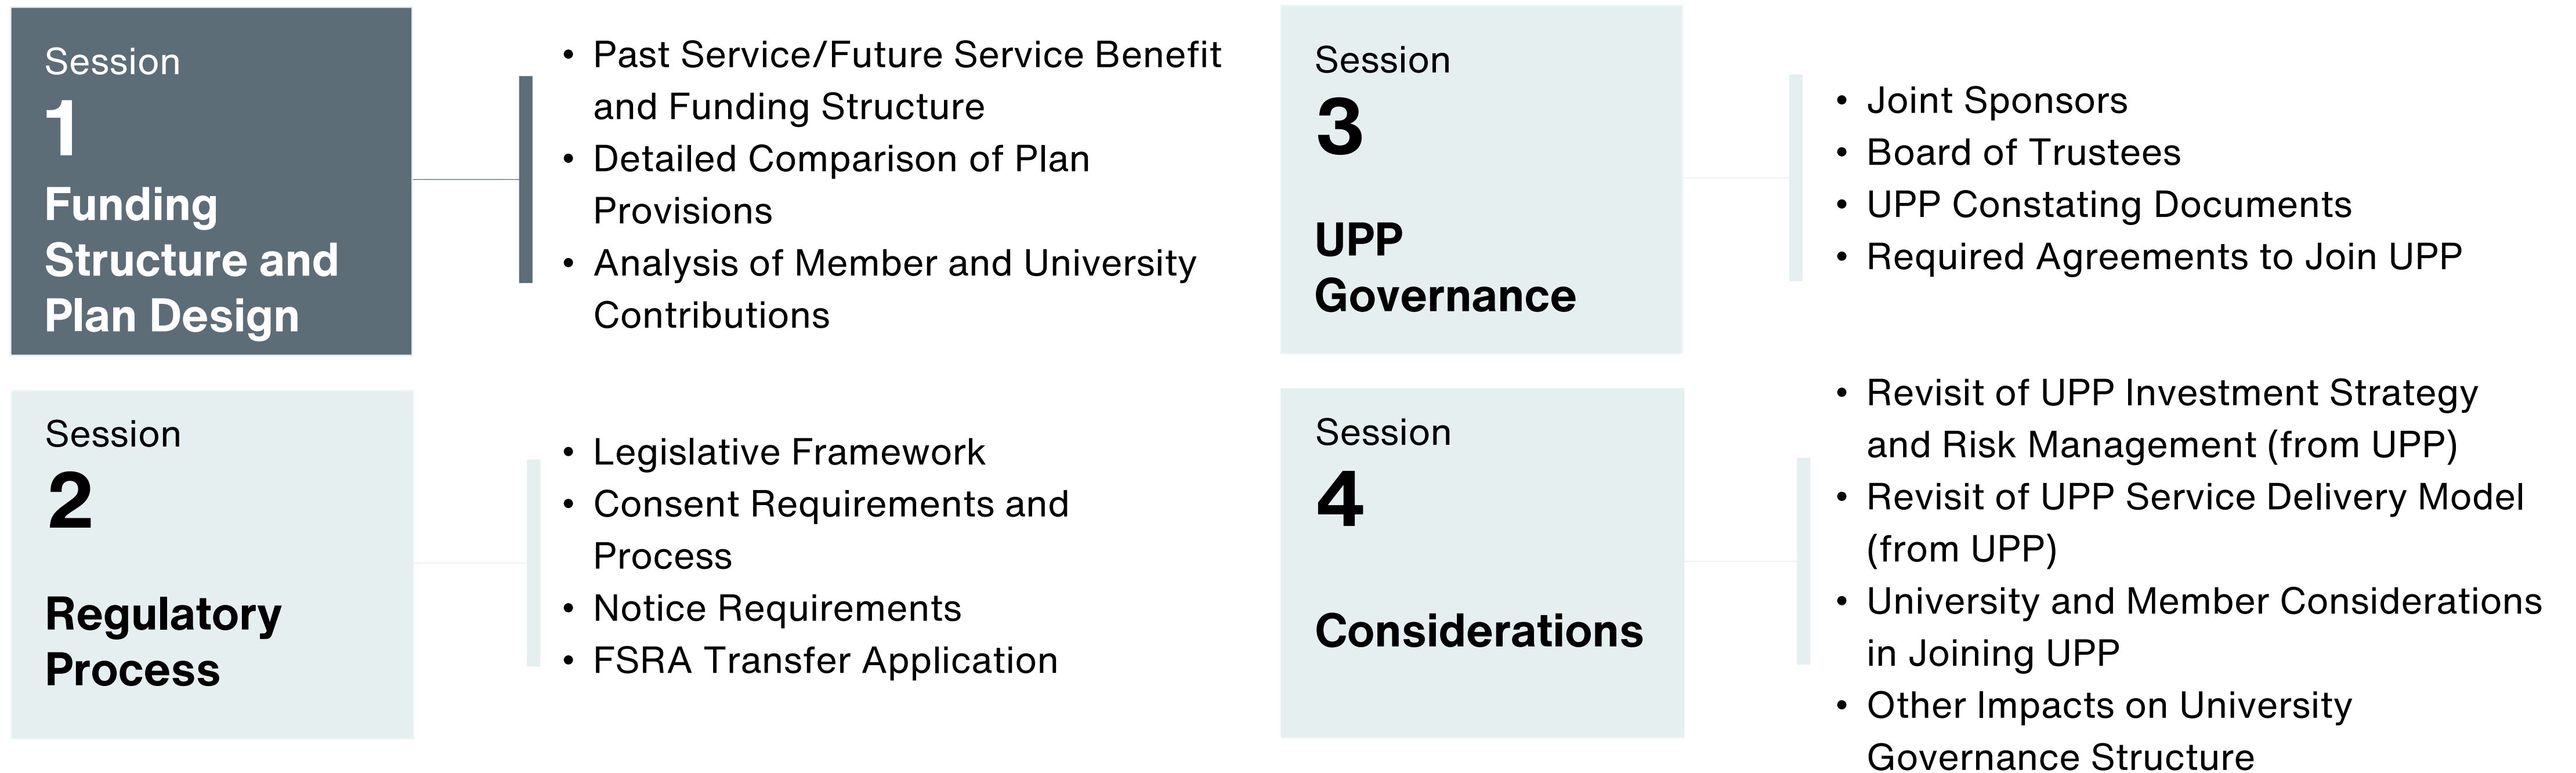 Session
1
Funding
Structure and
Plan Design
• Past Service/Future Service Benefit
and Funding Structure
• Detailed Comparison of Plan
Provisions
• Analysis of Member and University
Contributions
Session
2
Regulatory
Process
• Legislative Framework
• Consent Requirements and
Process
• Notice Requirements
• FSRA Transfer Application
Session
3
UPP
Governance
• Joint Sponsors
• Board of Trustees
• UPP Constating Documents
• Required Agreements to Join UPP
Session
4
Considerations
• Revisit of UPP Investment Strategy
and Risk Management (from UPP)
• Revisit of UPP Service Delivery Model
(from UPP)
• University and Member Considerations
in Joining UPP
• Other Impacts on University
Governance Structure